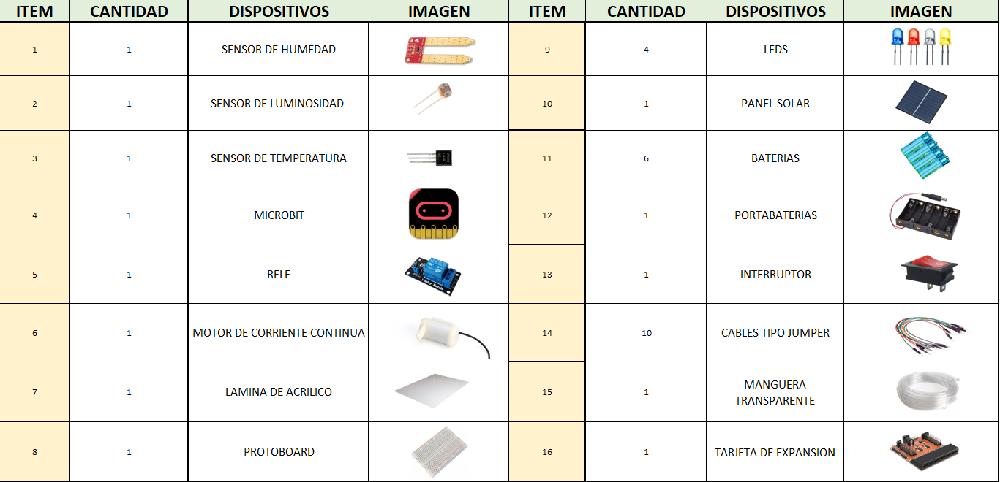 ITEM CANTIDAD DISPOSITIVOS IMAGEN ITEM CANTIDAD DISPOSITIVOS IMAGEN
1 1 SENSOR DE HUMEDAD 9 4 LEDS
2 1 SENSOR DE LUMINOSIDAD 10 1 PANEL SOLAR
3 1 SENSOR DE TEMPERATURA 11 6 BATERIAS
4 1 MICROBIT 12 1 PORTABATERIAS
5 1 RELE 13 1 INTERRUPTOR
6 1 MOTOR DE CORRIENTE CONTINUA 14 10 CABLES TIPO JUMPER
7 1 LAMINA DE ACRILICO 15 1 MANGUERA
TRANSPARENTE
8 1 PROTOBOARD 16 1 TARJETA DE EXPANSION